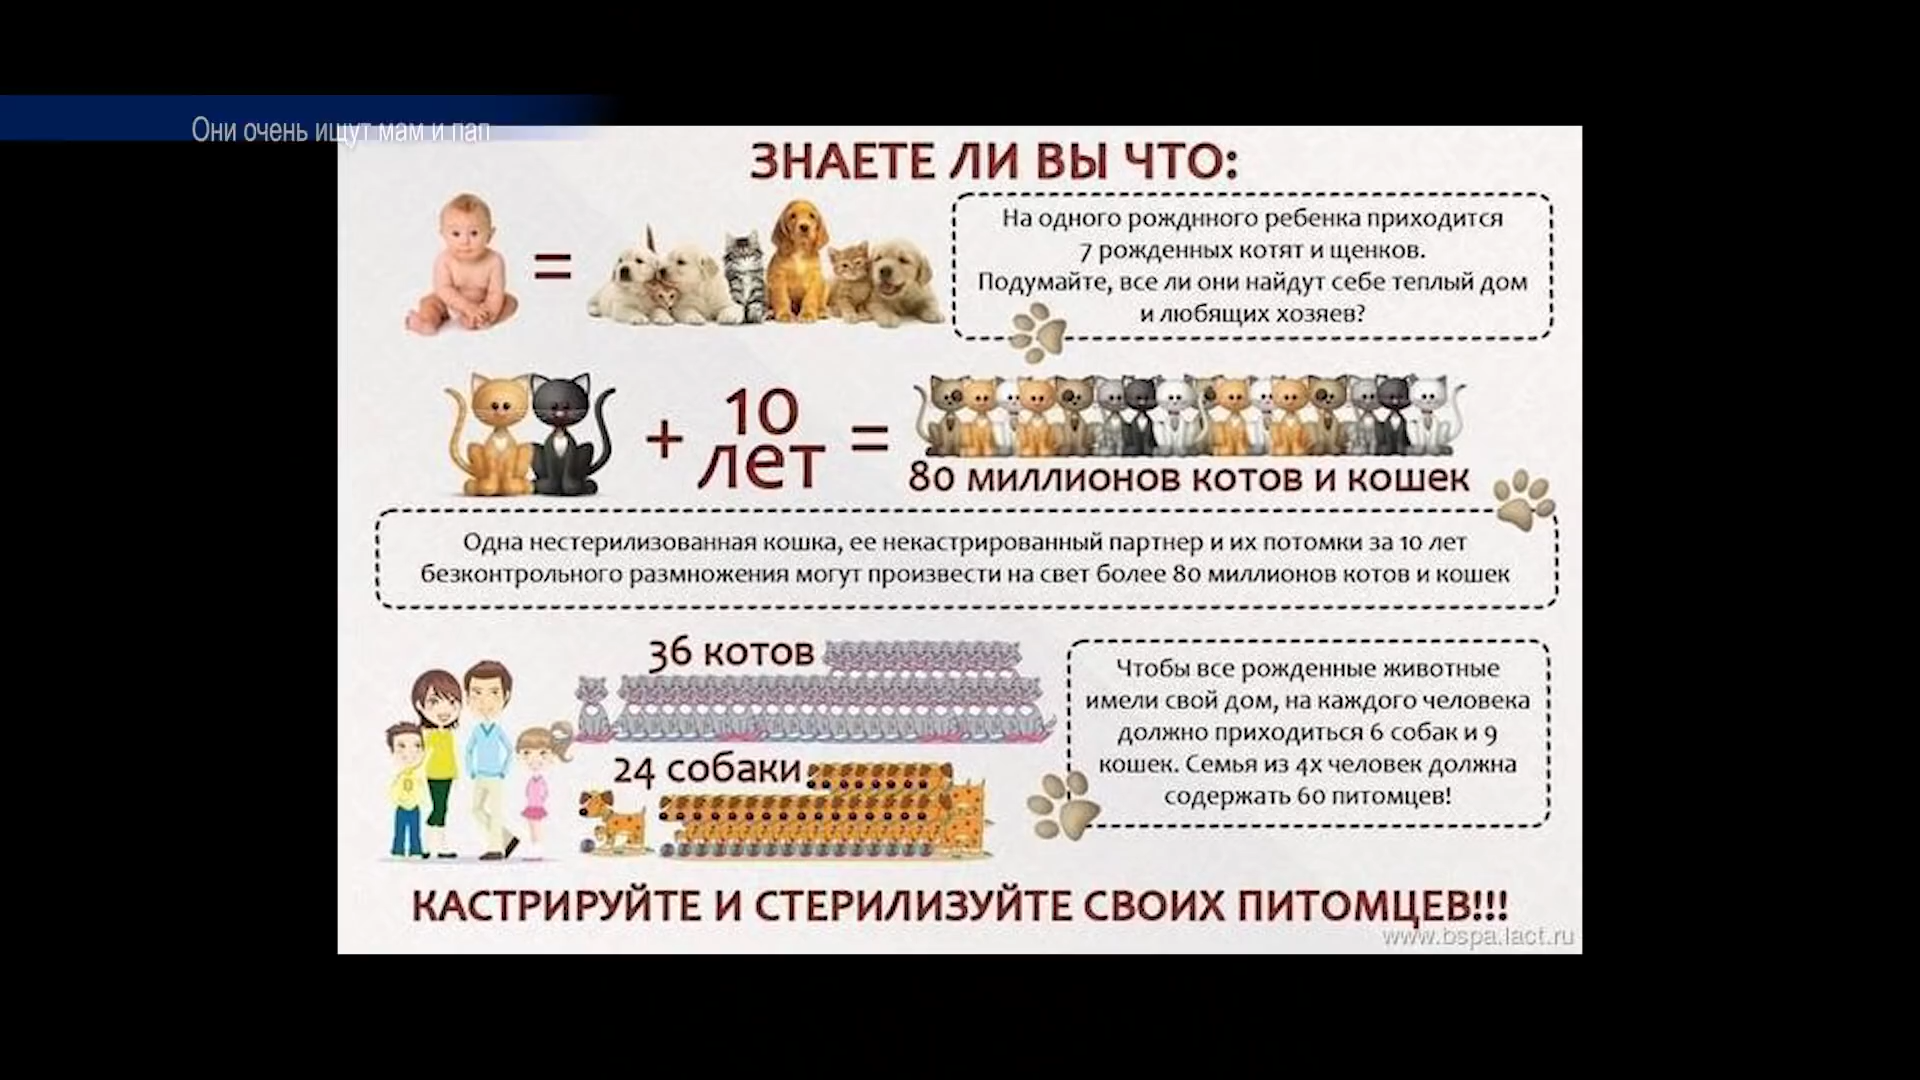 Они очень ищут мам и пап
ЗНАЕТЕ ЛИ ВЫ ЧТО:
=
На одного рожднного ребенка приходится
7 рожденных котят и щенков.
Подумайте, все ли они найдут себе теплый дом
и любящих хозяев?
+ 10 лет =
80 миллионов котов и кошек
Одна нестерилизованная кошка, ее некастрированный партнер и их потомки за 10 лет
безконтрольного размножения могут произвести на свет более 80 миллионов котов и кошек
36 котов
24 собаки
Чтобы все рожденные животные
имели свой дом, на каждого человека
должно приходиться 6 собак и 9
кошек. Семья из 4х человек должна
содержать 60 питомцев!
КАСТРИРУЙТЕ И СТЕРИЛИЗУЙТЕ СВОИХ ПИТОМЦЕВ!!!
www.bspa.lact.ru